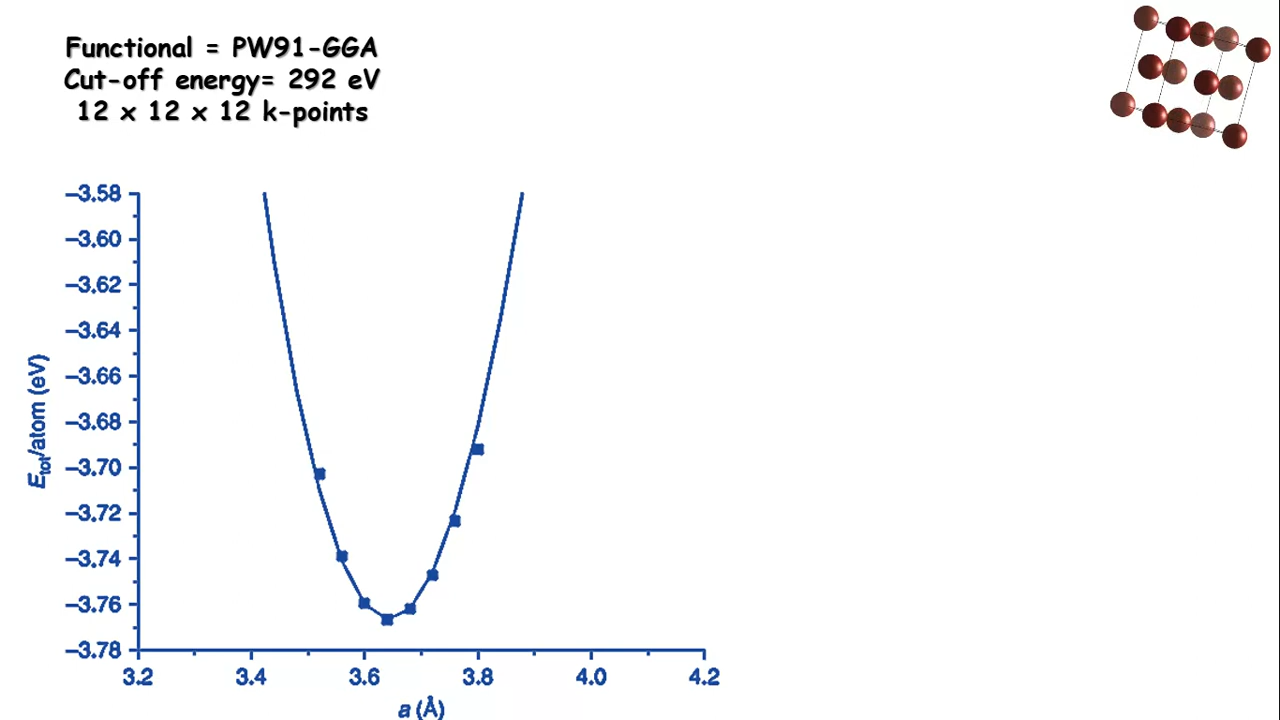 Functional = PW91-GGA
Cut-off energy= 292 eV
12 x 12 x 12 k-points
–3.58
–3.60
–3.62
–3.64
–3.66
–3.68
–3.70
–3.72
–3.74
–3.76
–3.78
Etot/atom (eV)
3.2 3.4 3.6 3.8 4.0 4.2
a (Å)